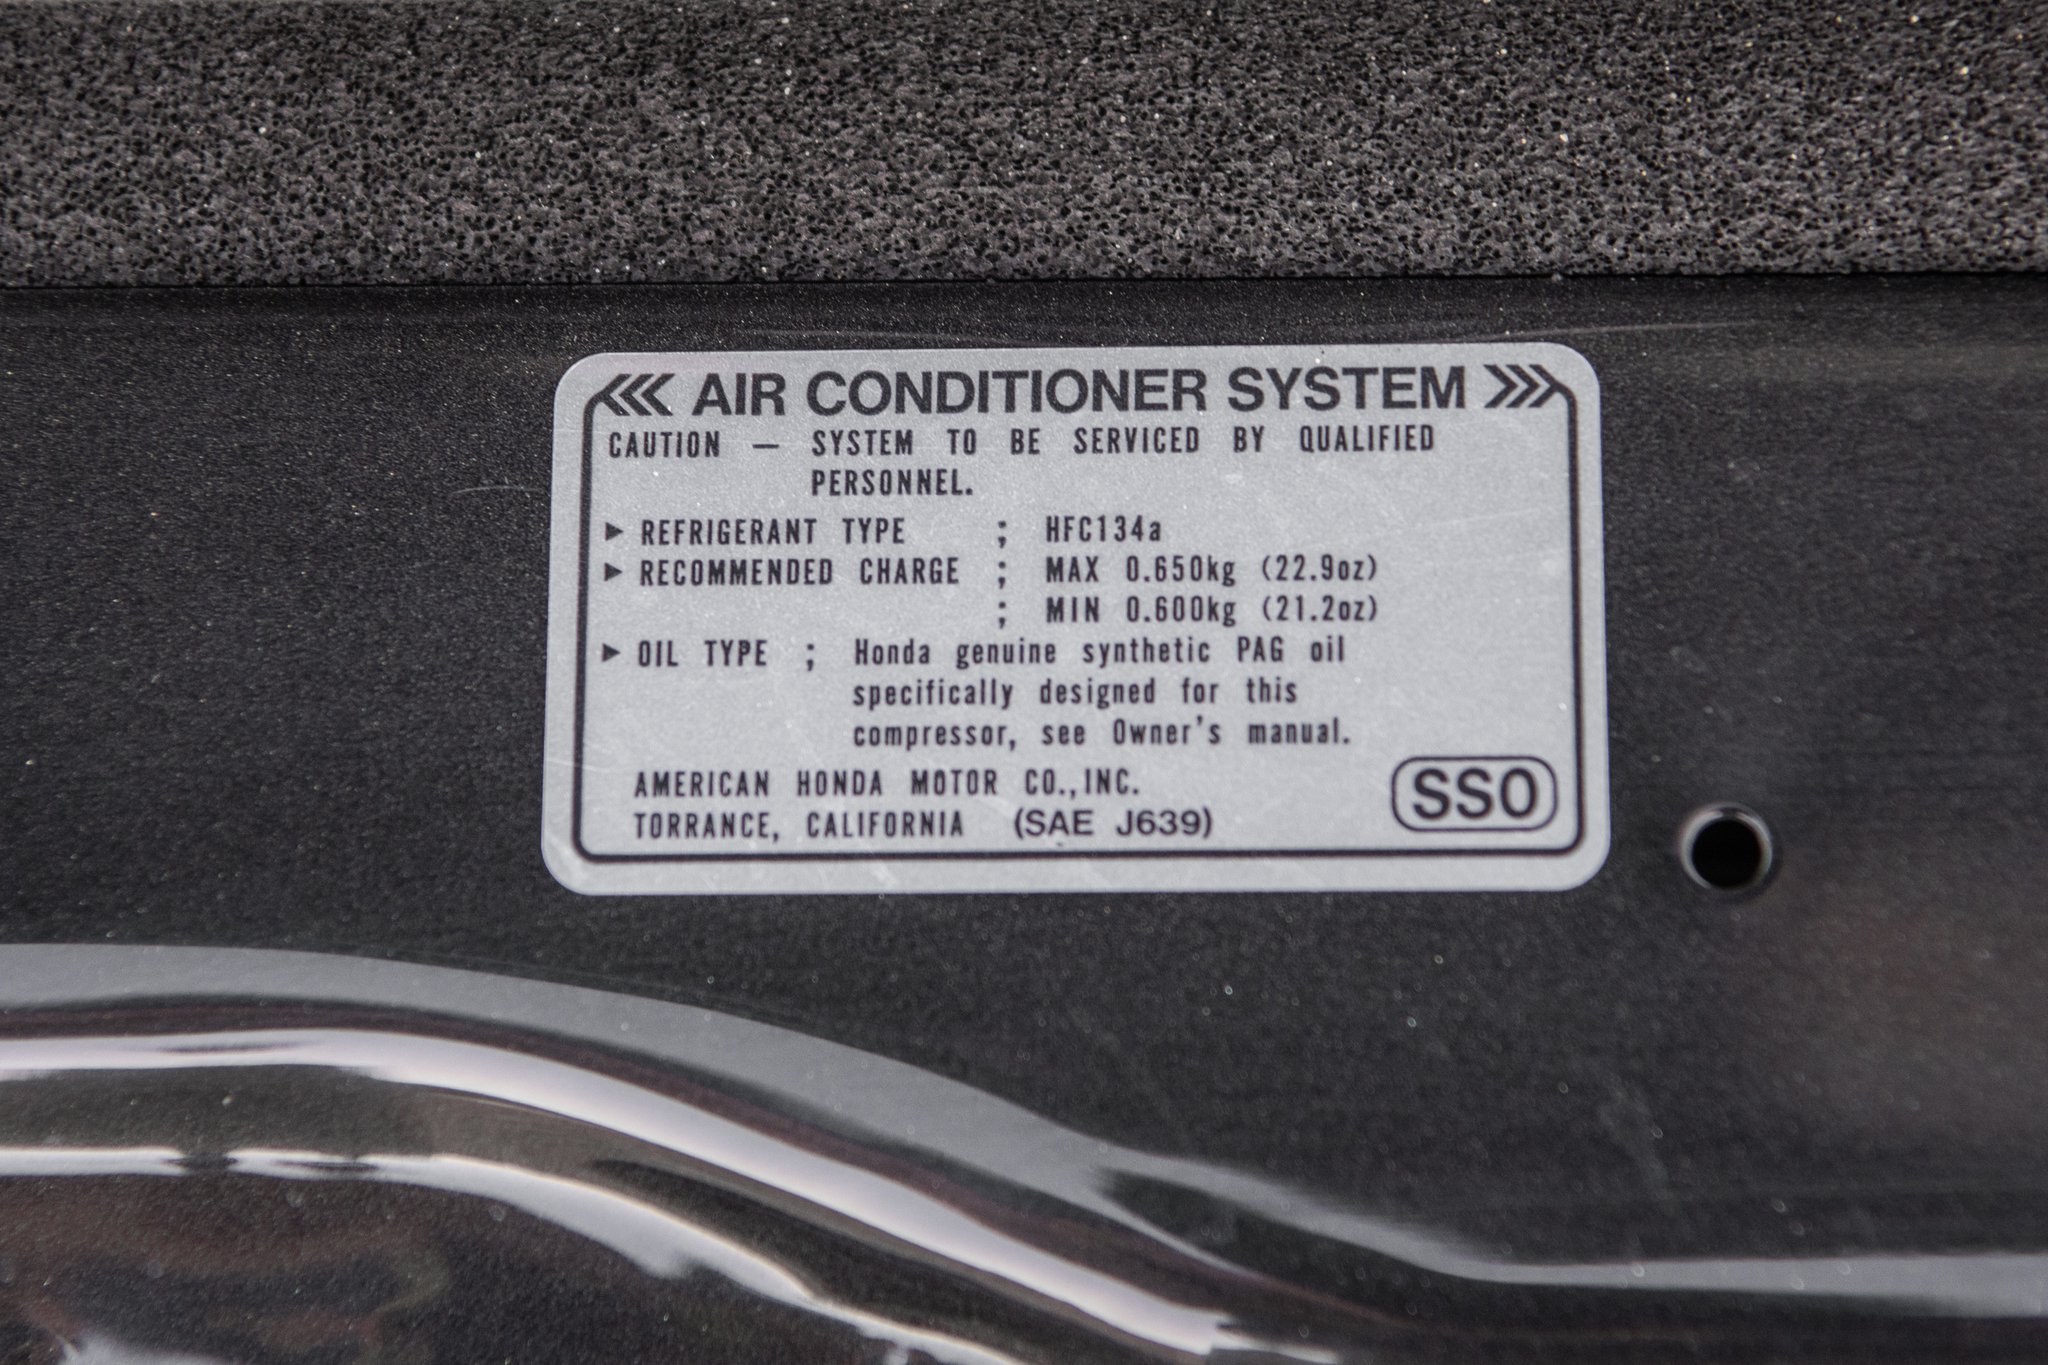 AIR CONDITIONER SYSTEM
CAUTION — SYSTEM TO BE SERVICED BY QUALIFIED
PERSONNEL.
▶ REFRIGERANT TYPE ; HFC134a
▶ RECOMMENDED CHARGE ; MAX 0.650kg (22.9oz)
; MIN 0.600kg (21.2oz)
▶ OIL TYPE ; Honda genuine synthetic PAG oil
specifically designed for this
compressor, see Owner's manual.
AMERICAN HONDA MOTOR CO.,INC.
TORRANCE, CALIFORNIA (SAE J639)
SS0